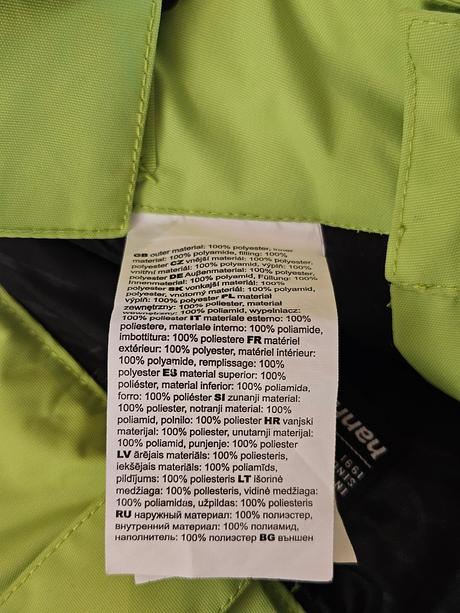 GB outer material: 100% polyester, inner
material: 100% polyamide, filling: 100%
polyester CZ vnější materiál: 100% polyester,
vnitřní materiál: 100% polyamid, výplň: 100%
polyester DE Außenmaterial: 100% polyester,
Innenmaterial: 100% polyamid, Füllung: 100%
polyester SK vonkajší materiál: 100%
polyester, vnútorný materiál: 100% polyamid,
výplň: 100% polyester PL materiał
zewnętrzny: 100% poliester, materiał
wewnętrzny: 100% poliamid, wypełniacz:
100% poliester IT materiale esterno: 100%
poliestere, materiale interno: 100% poliamide,
imbottitura: 100% poliestere FR matériel
extérieur: 100% polyester, matériel intérieur:
100% polyamide, remplissage: 100%
polyester ES material superior: 100%
poliéster, material inferior: 100% poliamida,
forro: 100% poliéster SI zunanji material:
100% poliester, notranji material: 100%
poliamid, polnilo: 100% poliester HR vanjski
marterijal: 100% poliester, unutarnji materijal:
100% poliamid, punjenje: 100% poliester
LV ārējais materiāls: 100% poliesteris,
iekšējais materiāls: 100% poliamīds,
pildījums: 100% poliesteris LT išorinė
medžiaga: 100% poliesteris, vidinė medžiaga:
100% poliamidas, užpildas: 100% poliesteris
RU наружный материал: 100% полиэстер,
внутренний материал: 100% полиамид,
наполнитель: 100% полиэстер BG външен
hann
SINCE
1991